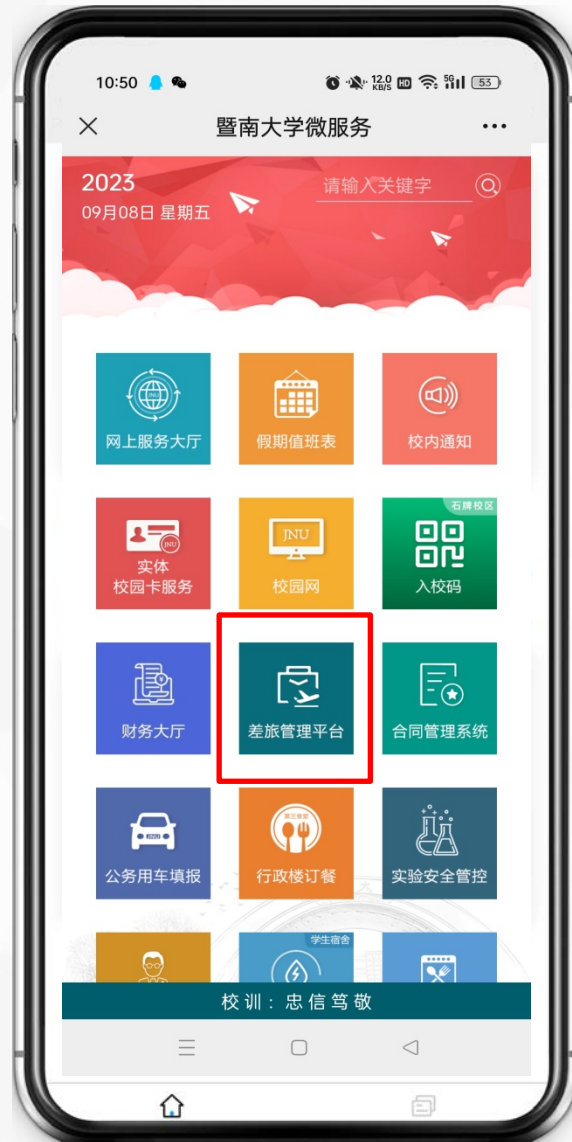 10:50
12.0
KB/S
HD
5G
53
暨南大学微服务
2023
09月08日 星期五
请输入关键字
网上服务大厅
假期值班表
校内通知
石牌校区
实体
校园卡服务
JNU
校园网
入校码
财务大厅
差旅管理平台
合同管理系统
公务用车填报
第三食堂
行政楼订餐
实验安全管控
学生宿舍
校训：忠信笃敬